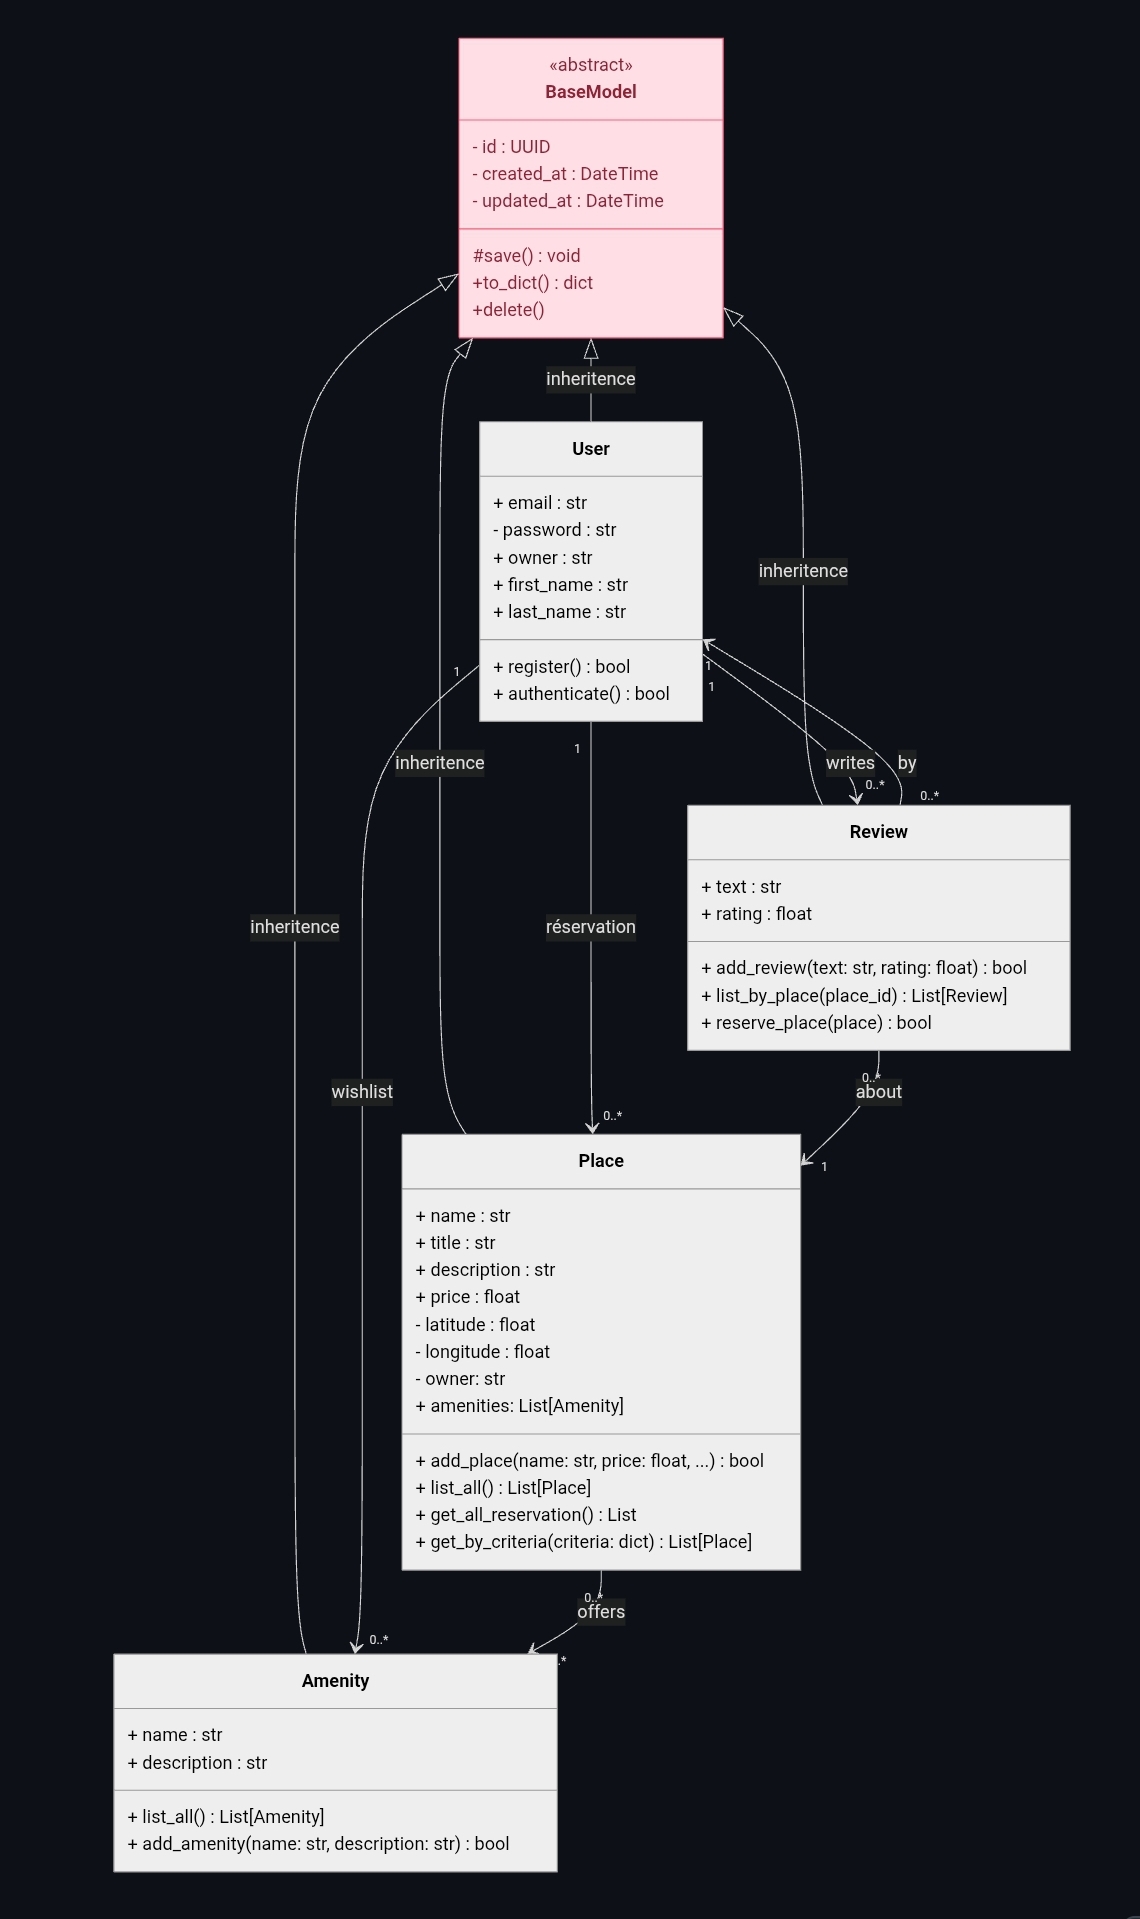 «abstract»
BaseModel
- id : UUID
- created_at : DateTime
- updated_at : DateTime
#save() : void
+to_dict() : dict
+delete()
inheritence
User
+ email : str
- password : str
+ owner : str
+ first_name : str
+ last_name : str
+ register() : bool
+ authenticate() : bool
inheritence
1
1
1
1
inheritence
writes
by
0..*
0..*
Review
+ text : str
+ rating : float
+ add_review(text: str, rating: float) : bool
+ list_by_place(place_id) : List[Review]
+ reserve_place(place) : bool
inheritence
réservation
0..*
about
wishlist
0..*
1
Place
+ name : str
+ title : str
+ description : str
+ price : float
- latitude : float
- longitude : float
- owner: str
+ amenities: List[Amenity]
+ add_place(name: str, price: float, ...) : bool
+ list_all() : List[Place]
+ get_all_reservation() : List
+ get_by_criteria(criteria: dict) : List[Place]
0..*
offers
0..*
.*
Amenity
+ name : str
+ description : str
+ list_all() : List[Amenity]
+ add_amenity(name: str, description: str) : bool